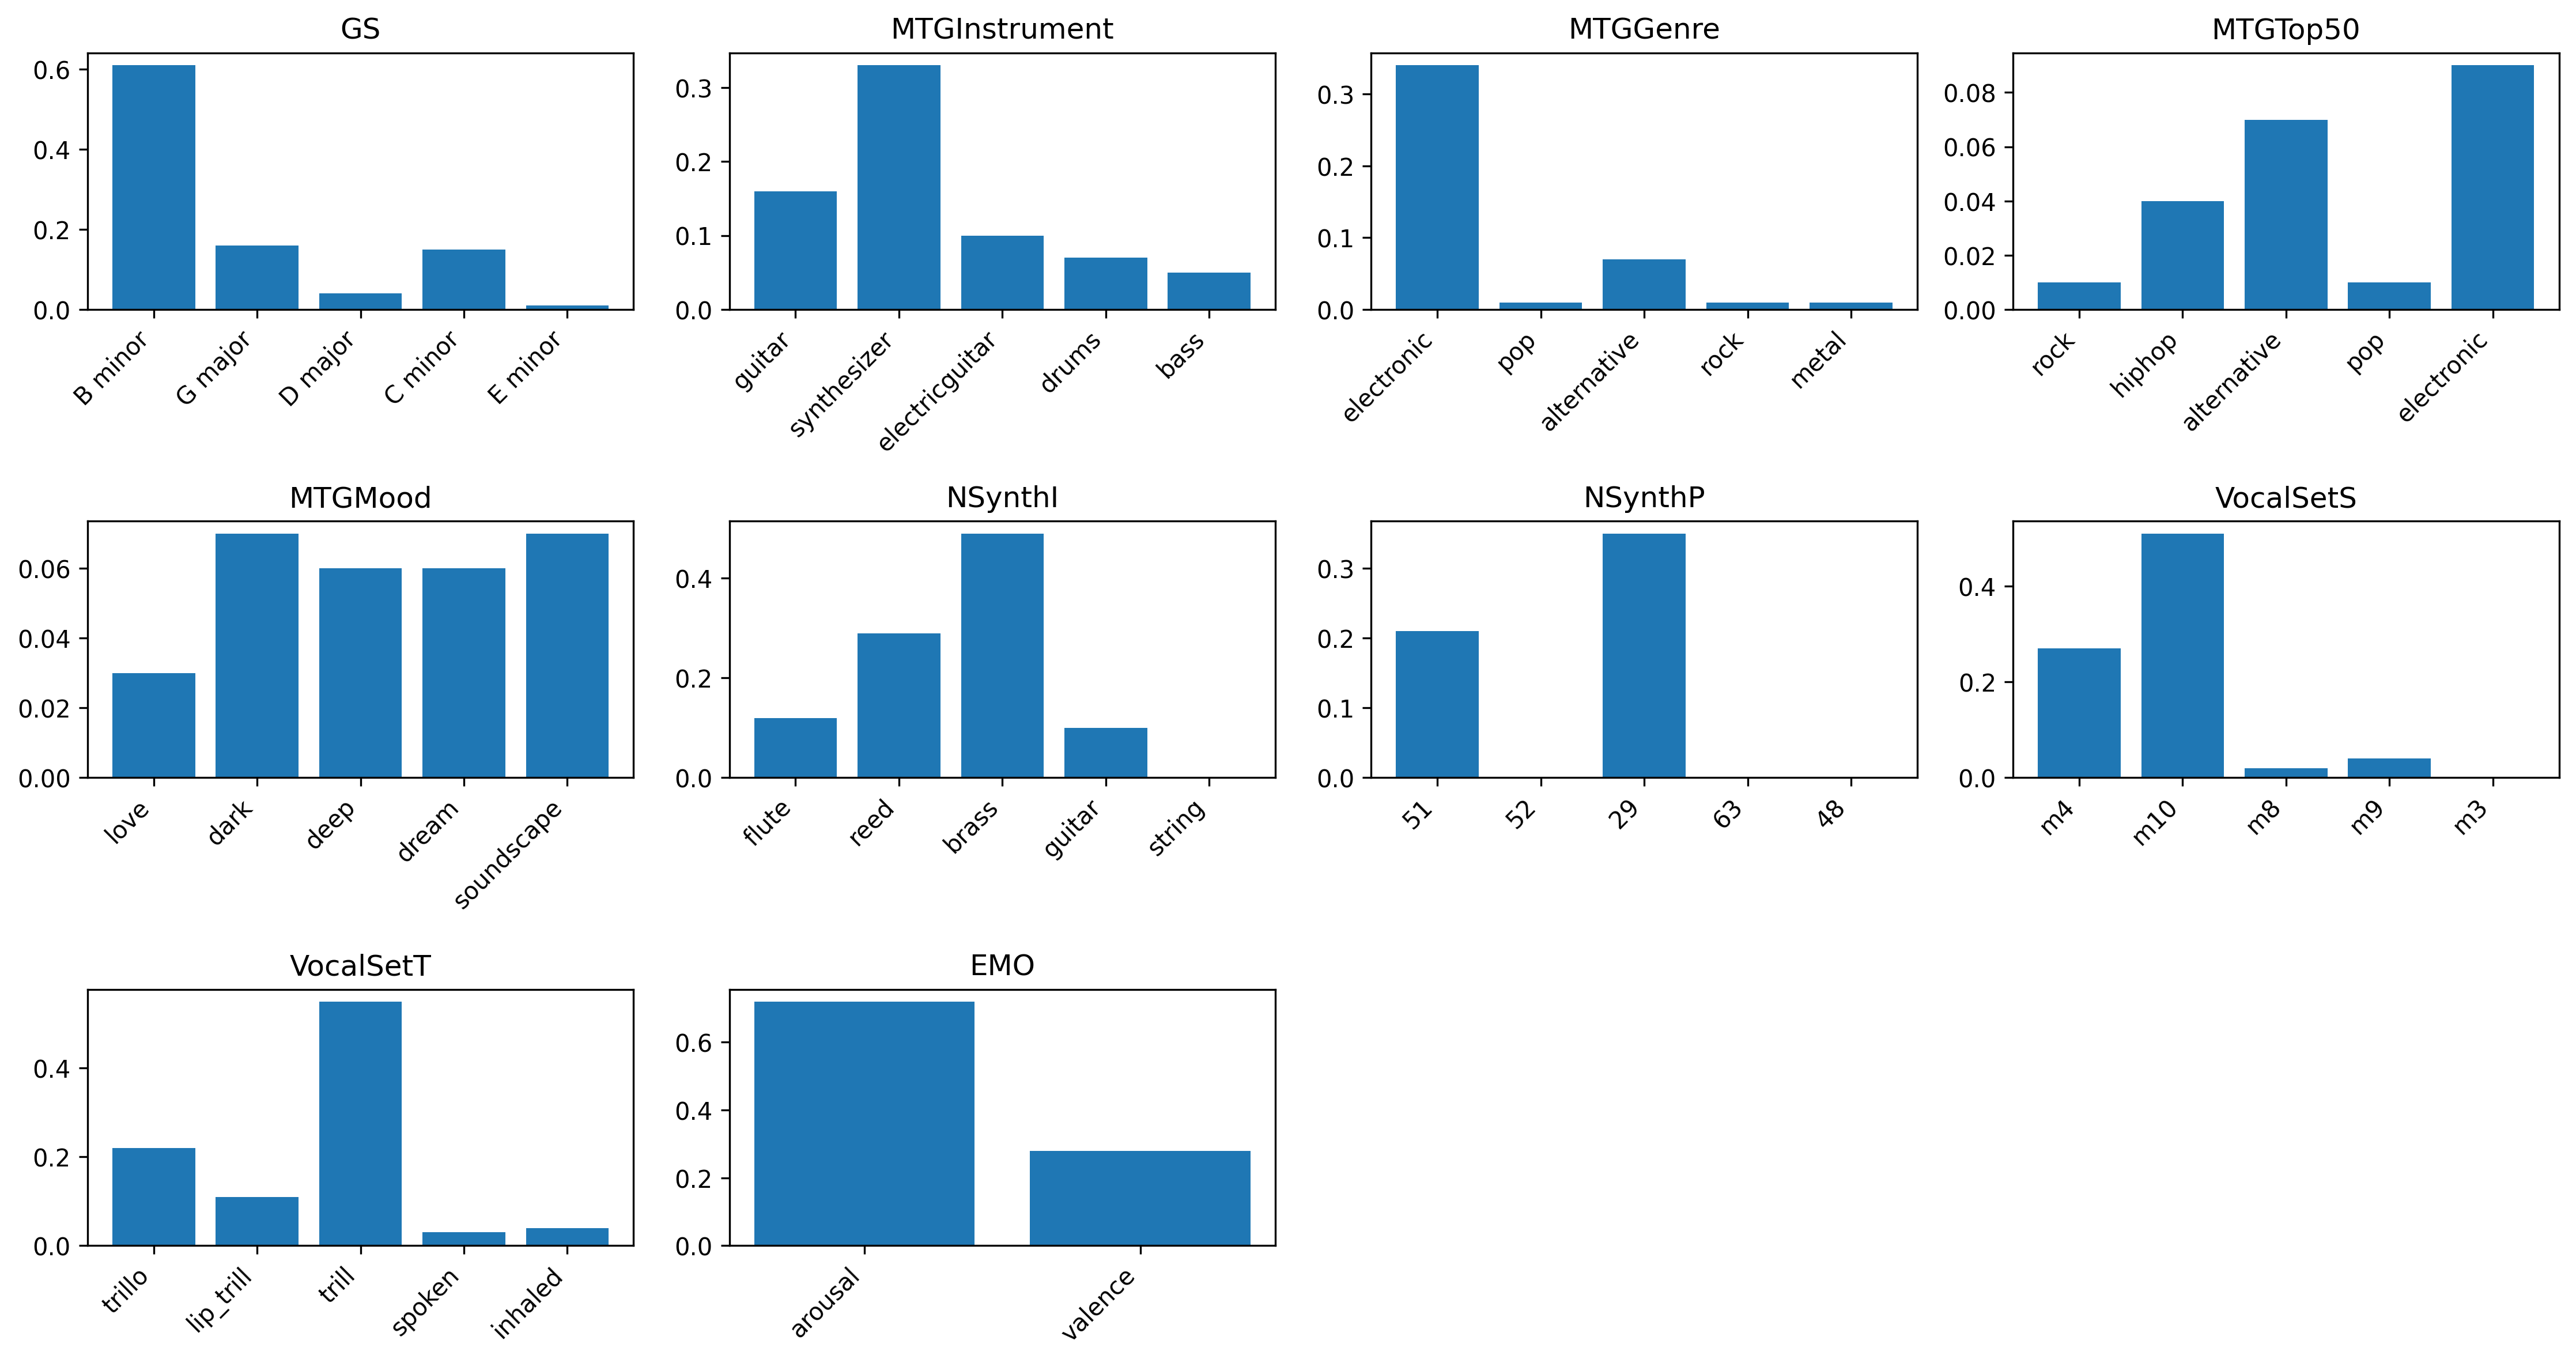 GS
0.6
0.4
0.2
0.0
B minor
G major
D major
C minor
E minor
MTGInstrument
0.3
0.2
0.1
0.0
guitar
synthesizer
electricguitar
drums
bass
MTGGenre
0.3
0.2
0.1
0.0
electronic
pop
alternative
rock
metal
MTGTop50
0.08
0.06
0.04
0.02
0.00
rock
hiphop
alternative
pop
electronic
MTGMood
0.06
0.04
0.02
0.00
love
dark
deep
dream
soundscape
NSynthI
0.4
0.2
0.0
flute
reed
brass
guitar
string
NSynthP
0.3
0.2
0.1
0.0
51
52
29
63
48
VocalSetS
0.4
0.2
0.0
m4
m10
m8
m9
m3
VocalSetT
0.4
0.2
0.0
trillo
lip_trill
trill
spoken
inhaled
EMO
0.6
0.4
0.2
0.0
arousal
valence